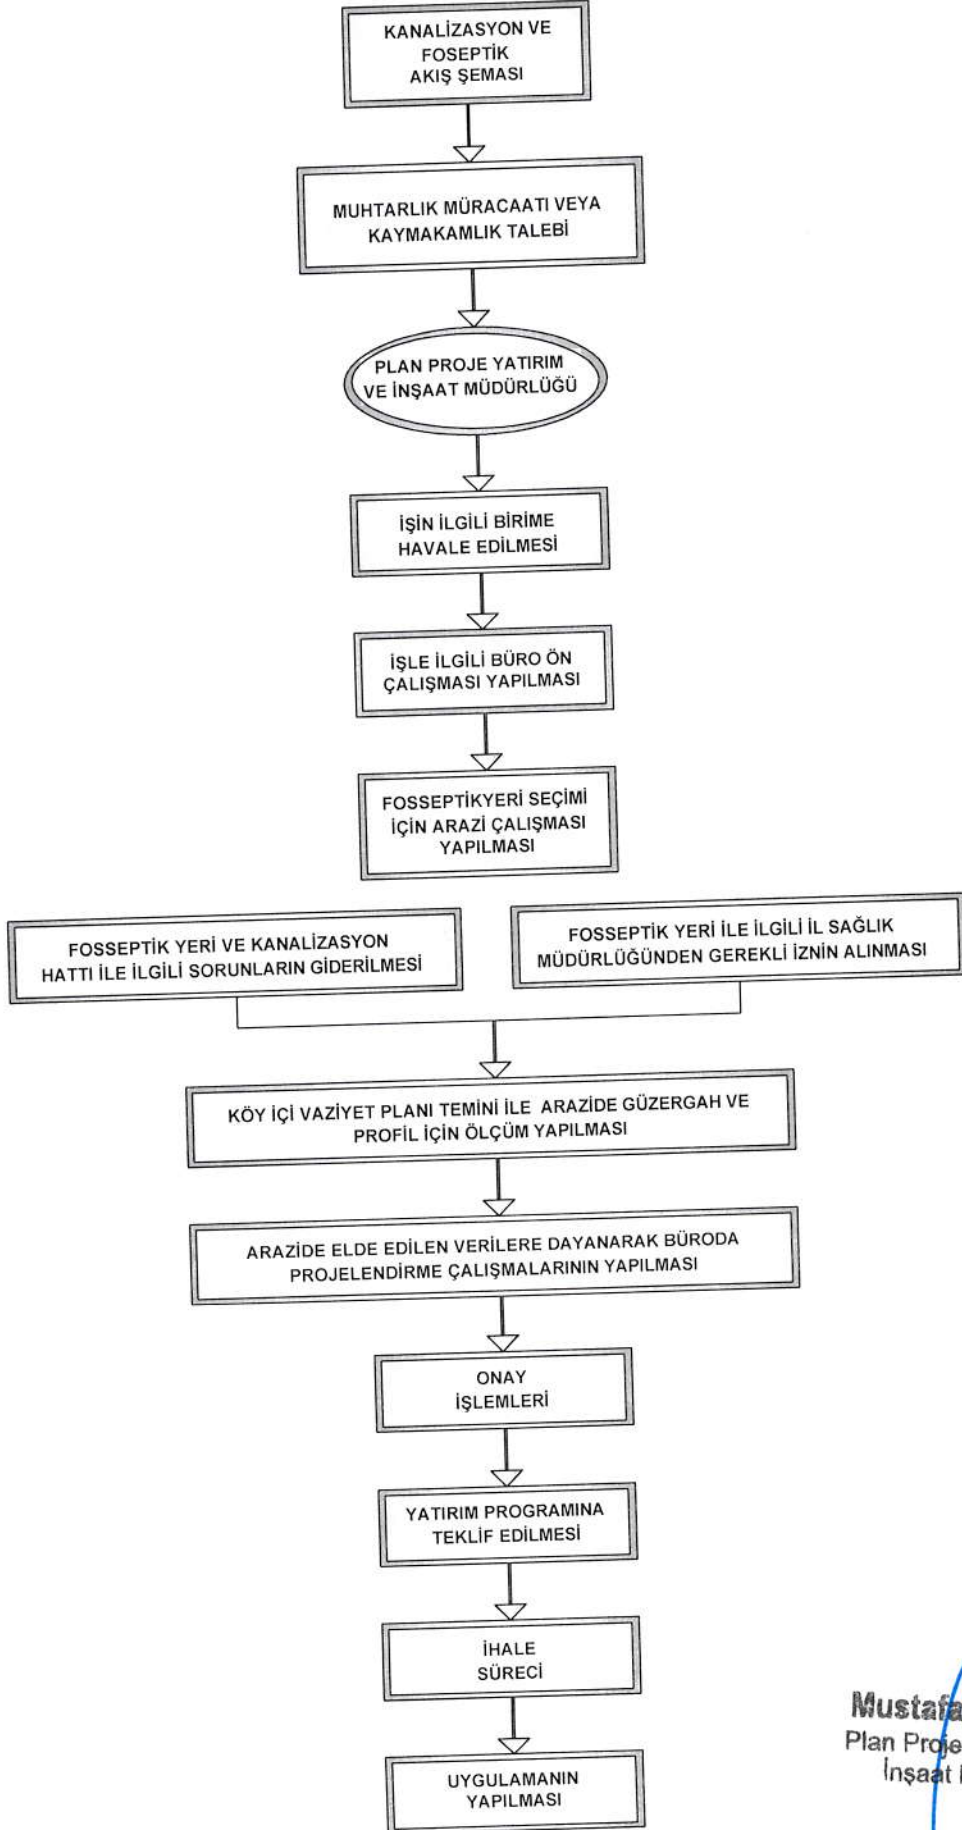 KANALİZASYON VE
FOSEPTİK
AKIŞ ŞEMASI
MUHTARLIK MÜRACAATI VEYA
KAYMAKAMLIK TALEBİ
PLAN PROJE YATIRIM
VE İNŞAAT MÜDÜRLÜĞÜ
İŞİN İLGİLİ BİRİME
HAVALE EDİLMESİ
İŞLE İLGİLİ BÜRO ÖN
ÇALIŞMASI YAPILMASI
FOSSEPTİKYERİ SEÇİMİ
İÇİN ARAZİ ÇALIŞMASI
YAPILMASI
FOSSEPTİK YERİ VE KANALİZASYON
HATTI İLE İLGİLİ SORUNLARIN GİDERİLMESİ
FOSSEPTİK YERİ İLE İLGİLİ İL SAĞLIK
MÜDÜRLÜĞÜNDEN GEREKLİ İZNİN ALINMASI
KÖY İÇİ VAZİYET PLANI TEMİNİ İLE ARAZİDE GÜZERGAH VE
PROFİL İÇİN ÖLÇÜM YAPILMASI
ARAZİDE ELDE EDİLEN VERİLERE DAYANARAK BÜRODA
PROJELENDİRME ÇALIŞMALARININ YAPILMASI
ONAY
İŞLEMLERİ
YATIRIM PROGRAMINA
TEKLİF EDİLMESİ
İHALE
SÜRECİ
UYGULAMANIN
YAPILMASI
Mustafa
Plan Proje
İnşaat